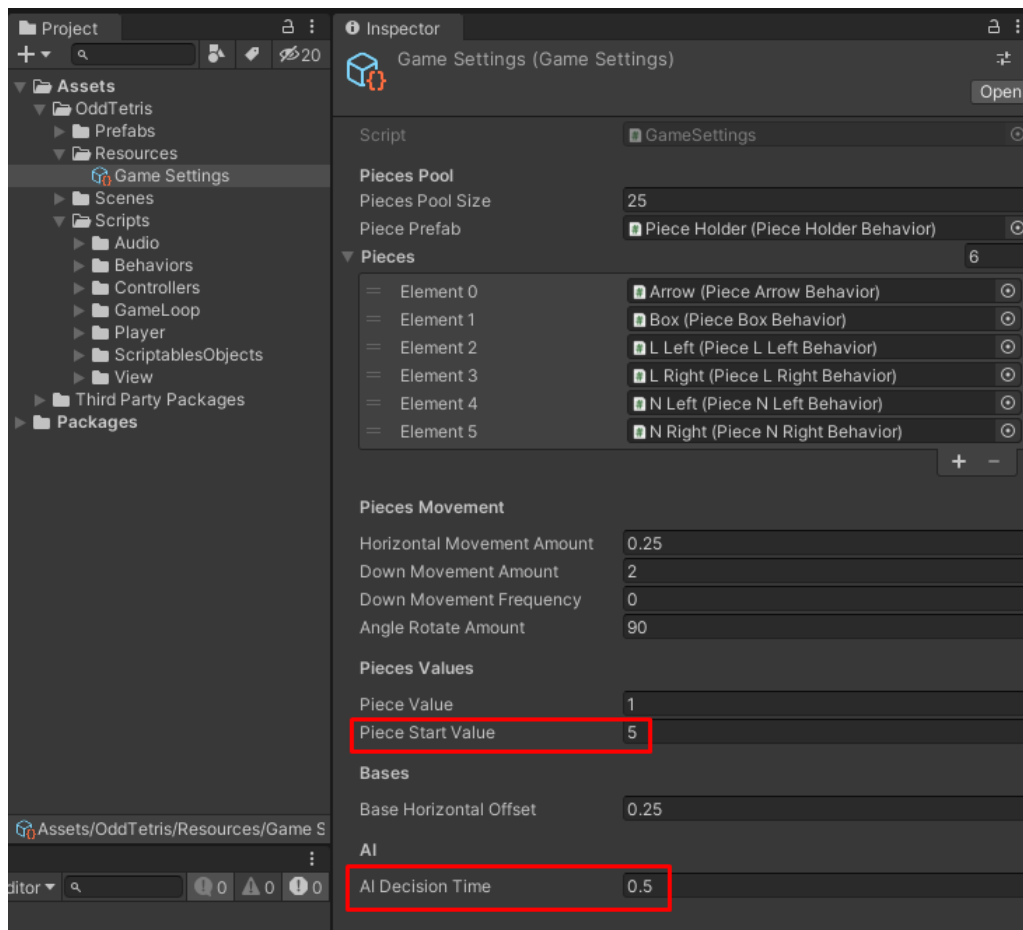 Project
20
Assets
OddTetris
Prefabs
Resources
Game Settings
Scenes
Scripts
Audio
Behaviors
Controllers
GameLoop
Player
ScriptablesObjects
View
Third Party Packages
Packages
Assets/OddTetris/Resources/Game S
ditor
0 0 0
Inspector
Game Settings (Game Settings)
Open
Script GameSettings
Pieces Pool
Pieces Pool Size 25
Piece Prefab Piece Holder (Piece Holder Behavior)
Pieces 6
Element 0 Arrow (Piece Arrow Behavior)
Element 1 Box (Piece Box Behavior)
Element 2 L Left (Piece L Left Behavior)
Element 3 L Right (Piece L Right Behavior)
Element 4 N Left (Piece N Left Behavior)
Element 5 N Right (Piece N Right Behavior)
Pieces Movement
Horizontal Movement Amount 0.25
Down Movement Amount 2
Down Movement Frequency 0
Angle Rotate Amount 90
Pieces Values
Piece Value 1
Piece Start Value 5
Bases
Base Horizontal Offset 0.25
AI
AI Decision Time 0.5